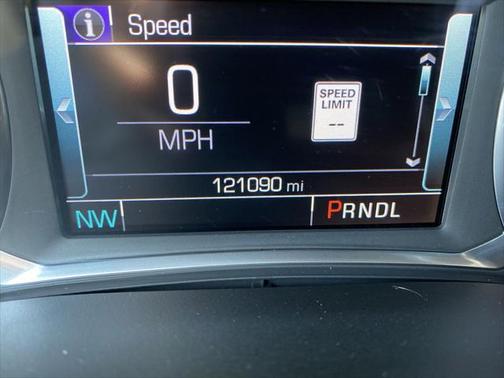 i Speed
0
MPH
SPEED
LIMIT
--
121090 mi
NW
PRNDL